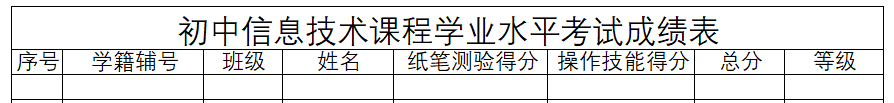 初中信息技术课程学业水平考试成绩表
序号 学籍辅号 班级 姓名 纸笔测验得分 操作技能得分 总分 等级